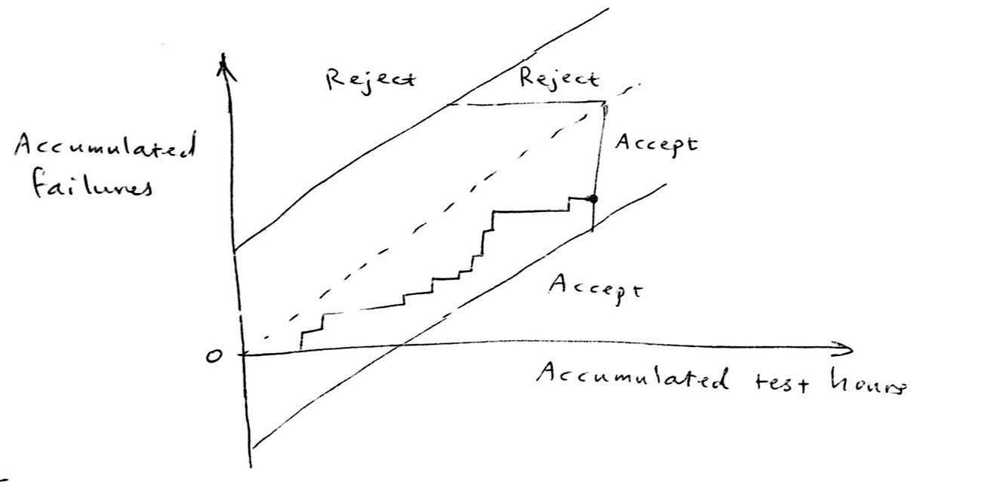 Reject
Reject
Accumulated
failures
Accept
Accept
0
Accumulated test hours